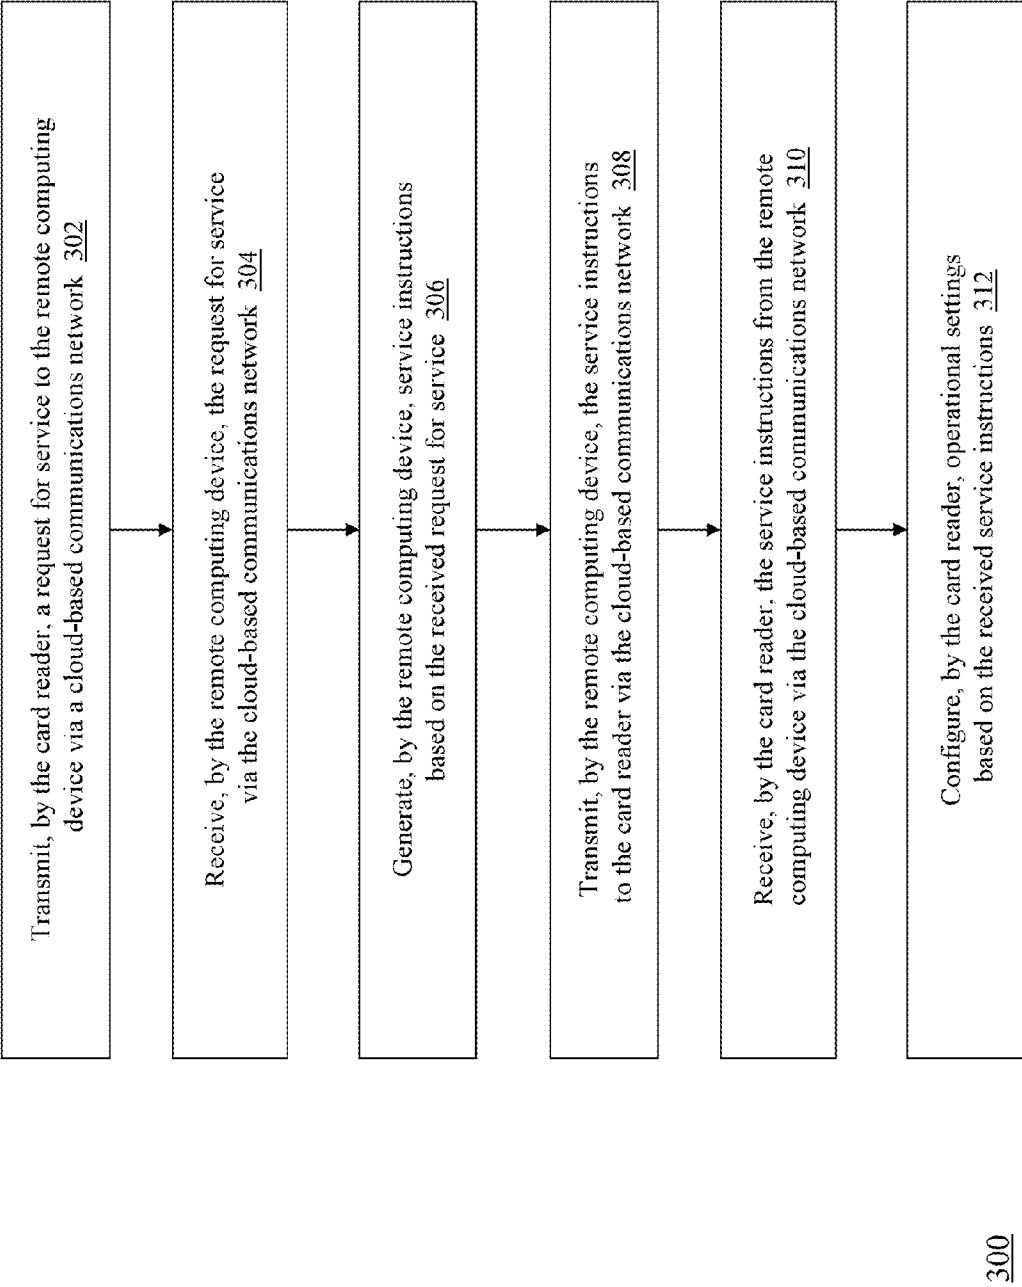 Transmit, by the card reader, a request for service to the remote computing
device via a cloud-based communications network 302
Receive, by the remote computing device, the request for service
via the cloud-based communications network 304
Generate, by the remote computing device, service instructions
based on the received request for service 306
Transmit, by the remote computing device, the service instructions
to the card reader via the cloud-based communications network 308
Receive, by the card reader, the service instructions from the remote
computing device via the cloud-based communications network 310
Configure, by the card reader, operational settings
based on the received service instructions 312
300